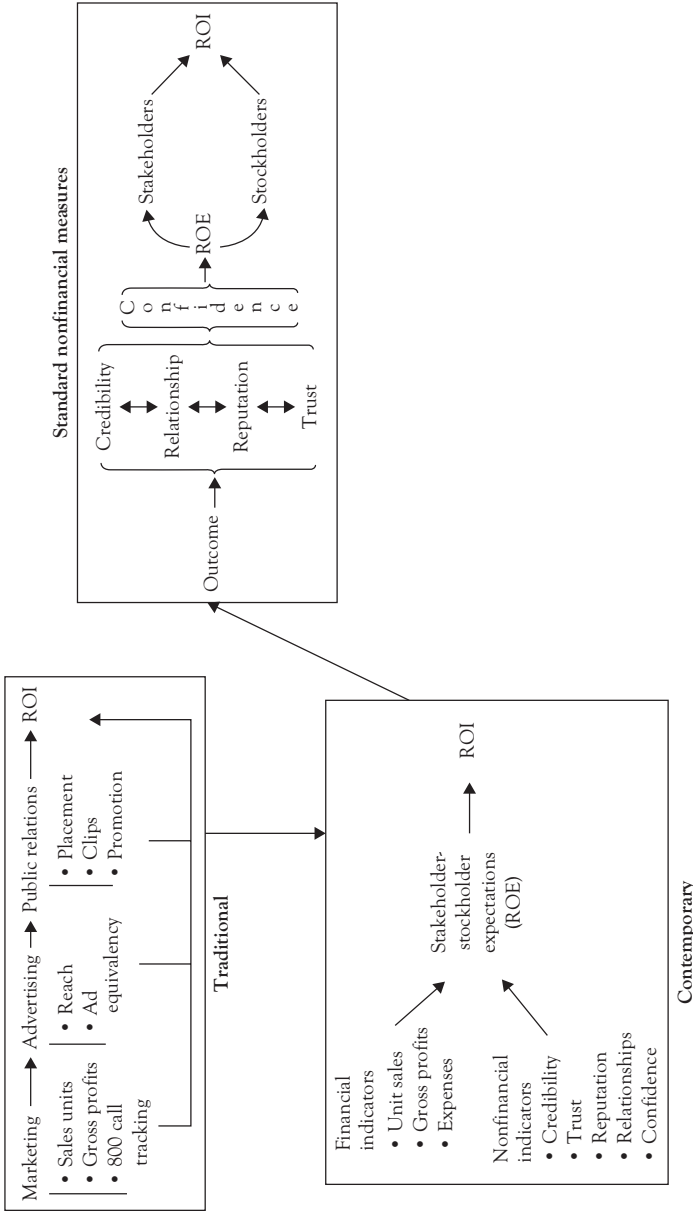 Marketing
Advertising
Public relations
ROI
• Sales units
• Gross profits
• 800 call
tracking
• Reach
• Ad
equivalency
• Placement
• Clips
• Promotion
Traditional
Financial
indicators
• Unit sales
• Gross profits
• Expenses
Nonfinancial
indicators
• Credibility
• Trust
• Reputation
• Relationships
• Confidence
Stakeholder-
stockholder
expectations
(ROE)
ROI
Contemporary
Standard nonfinancial measures
Outcome
Credibility
Relationship
Reputation
Trust
Confidence
ROE
Stakeholders
Stockholders
ROI